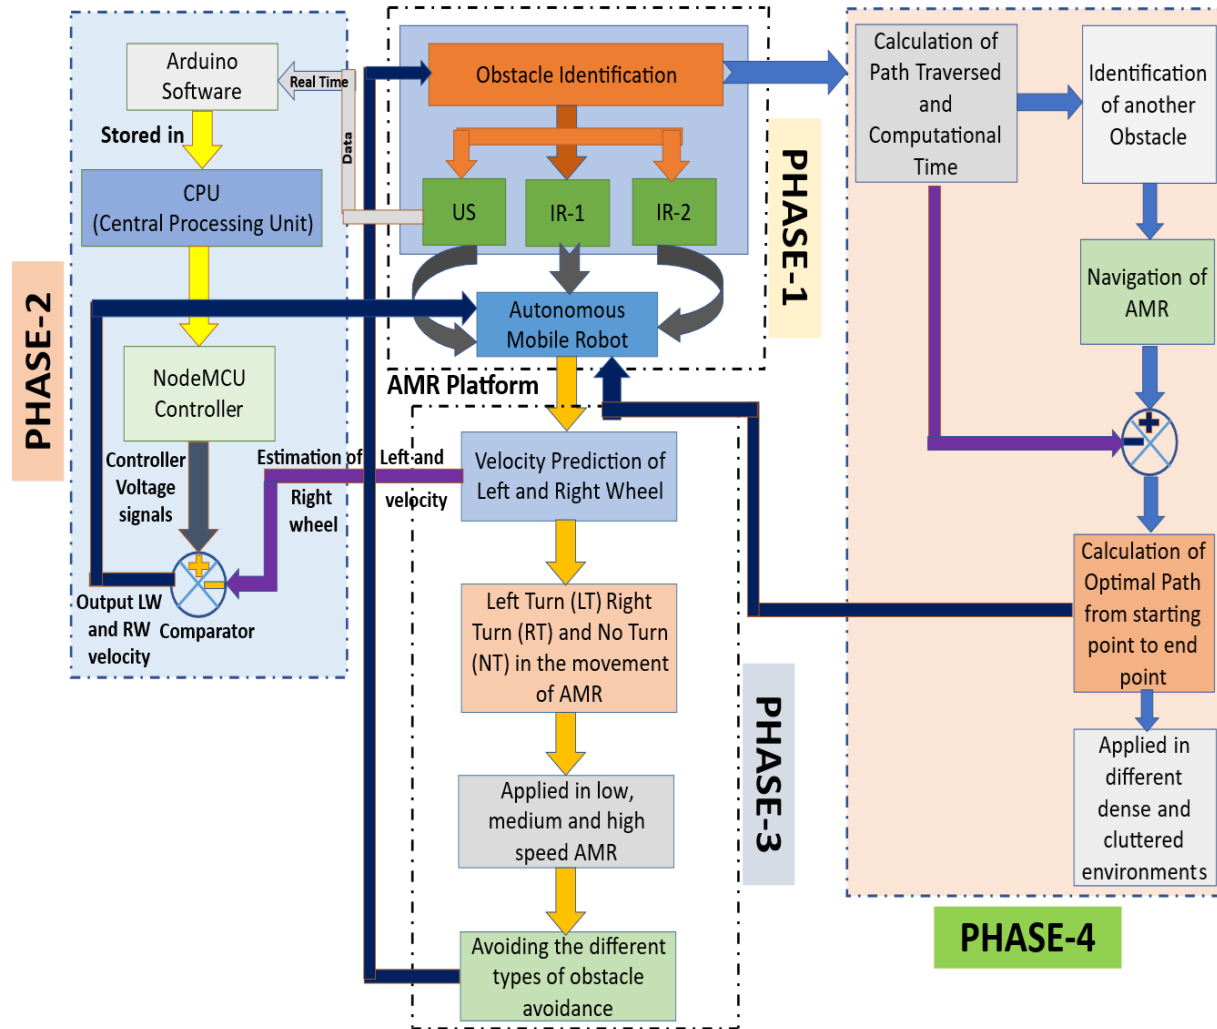 Arduino
Software
Real Time
Data
Stored in
CPU
(Central Processing Unit)
NodeMCU
Controller
Controller
Voltage
signals
Estimation of Left and
Right velocity
wheel
Output LW
and RW
velocity
Comparator
PHASE-2
Obstacle Identification
US
IR-1
IR-2
Autonomous
Mobile Robot
AMR Platform
PHASE-1
Velocity Prediction of
Left and Right Wheel
Left Turn (LT) Right
Turn (RT) and No Turn
(NT) in the movement
of AMR
Applied in low,
medium and high
speed AMR
Avoiding the different
types of obstacle
avoidance
PHASE-3
Calculation of
Path Traversed
and
Computational
Time
Identification
of another
Obstacle
Navigation of
AMR
Calculation of
Optimal Path
from starting
point to end
point
Applied in
different
dense and
cluttered
environments
PHASE-4